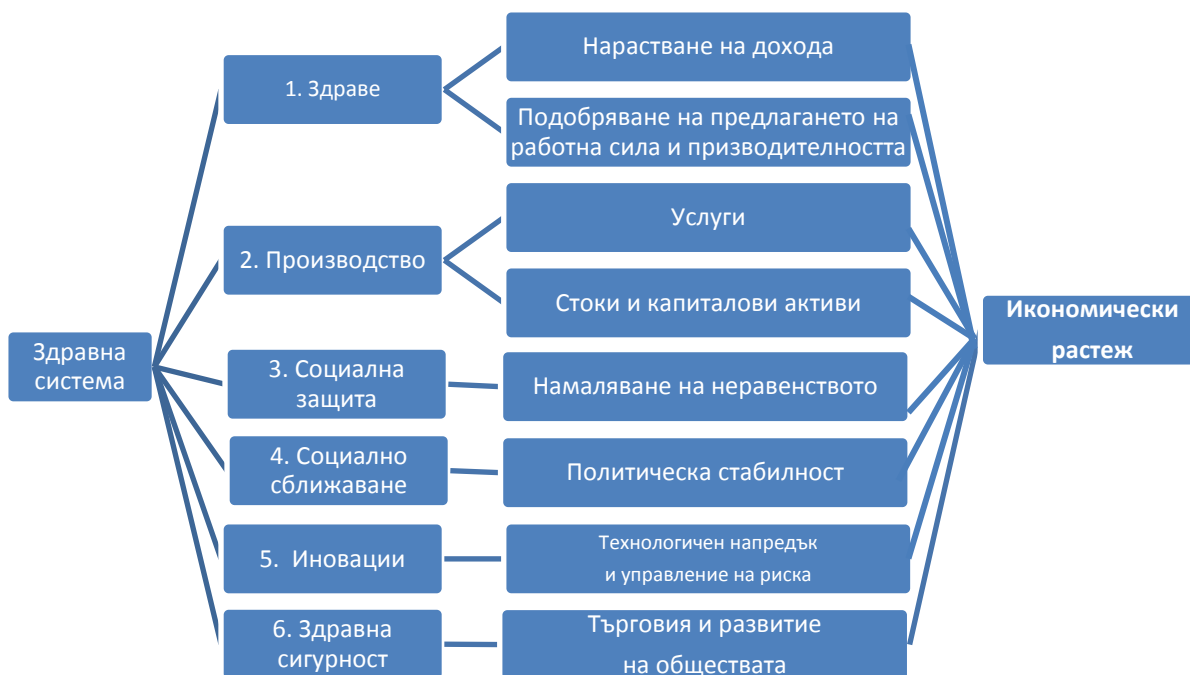 Здравна
система
1. Здраве
Нарастване на дохода
Подобряване на предлагането на
работна сила и призводителността
2. Производство
Услуги
Стоки и капиталови активи
3. Социална
защита
Намаляване на неравенството
4. Социално
сближаване
Политическа стабилност
5. Иновации
Технологичен напредък
и управление на риска
6. Здравна
сигурност
Търговия и развитие
на обществата
Икономически
растеж